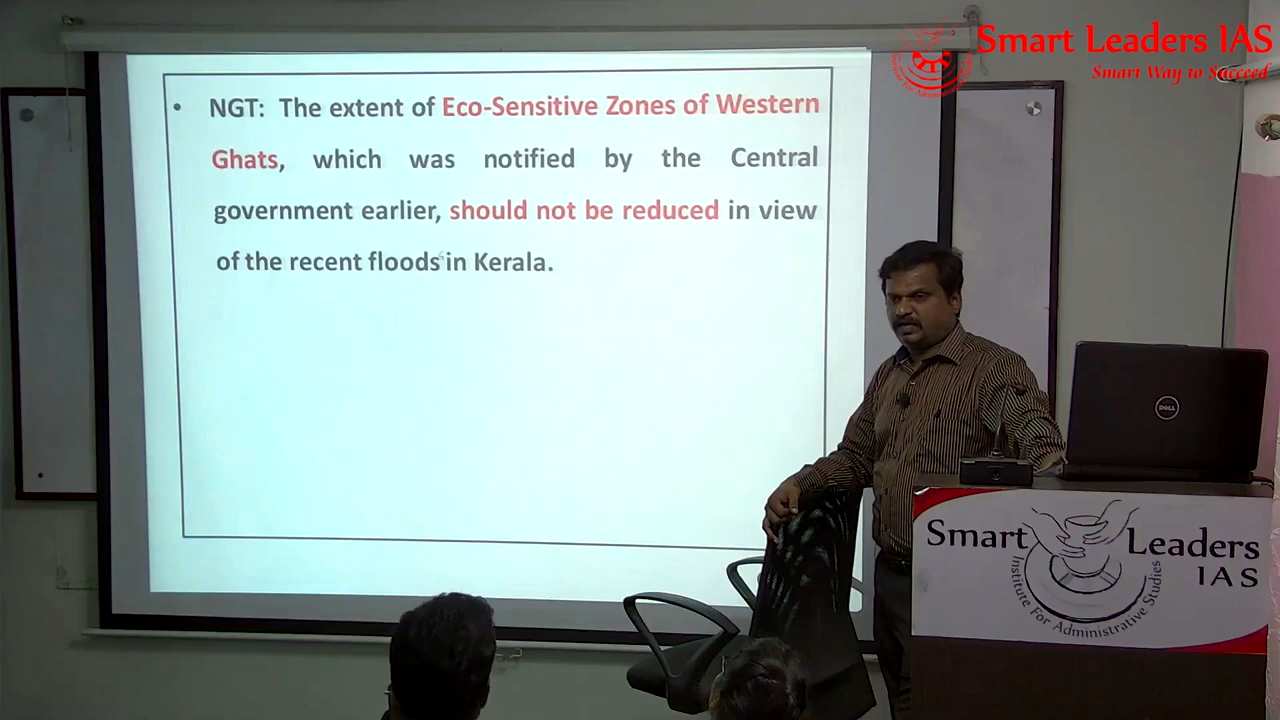 Smart Leaders IAS
Smart Way to Succeed
• NGT: The extent of Eco-Sensitive Zones of Western
Ghats, which was notified by the Central
government earlier, should not be reduced in view
of the recent floods in Kerala.
DELL
Smart Leaders
IAS
Institute For Administrative Studies